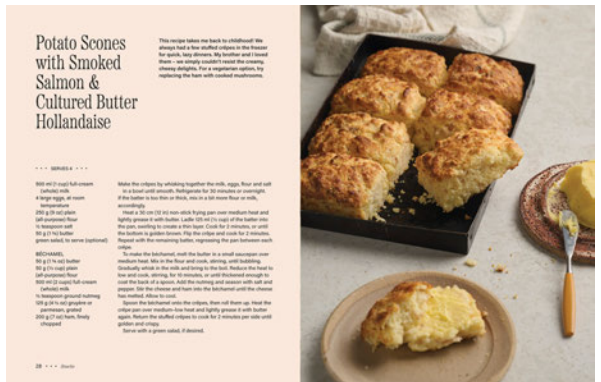 Potato Scones
with Smoked
Salmon &
Cultured Butter
Hollandaise
This recipe takes me back to childhood! We
always had a few stuffed crêpes in the freezer
for quick, lazy dinners. My brother and I loved
them – we simply couldn't resist the creamy,
cheesy delights. For a vegetarian option, try
replacing the ham with cooked mushrooms.
SERVES 4
500 ml (2 cups) full-cream
(whole) milk
4 large eggs, at room
temperature
250 g (9 oz) plain
(all-purpose) flour
½ teaspoon salt
50 g (1¾ oz) butter
green salad, to serve (optional)
BÉCHAMEL
50 g (1¾ oz) butter
50 g (⅓ cup) plain
(all-purpose) flour
500 ml (2 cups) full-cream
(whole) milk
½ teaspoon ground nutmeg
125 g (4½ oz) gruyère or
parmesan, grated
200 g (7 oz) ham, finely
chopped
Make the crêpes by whisking together the milk, eggs, flour and salt
in a bowl until smooth. Refrigerate for 30 minutes or overnight.
If the batter is too thin or thick, mix in a bit more flour or milk,
accordingly.
Heat a 30 cm (12 in) non-stick frying pan over medium heat and
lightly grease it with butter. Ladle 125 ml (½ cup) of the batter into
the pan, swirling to create a thin layer. Cook for 2 minutes, or until
the bottom is golden brown. Flip the crêpe and cook for 2 minutes.
Repeat with the remaining batter, regreasing the pan between each
crêpe.
To make the béchamel, melt the butter in a small saucepan over
medium heat. Mix in the flour and cook, stirring, until bubbling.
Gradually whisk in the milk and bring to the boil. Reduce the heat to
low and cook, stirring, for 10 minutes, or until thickened enough to
coat the back of a spoon. Add the nutmeg and season with salt and
pepper. Stir the cheese and ham into the béchamel until the cheese
has melted. Allow to cool.
Spoon the béchamel onto the crêpes, then roll them up. Heat the
crêpe pan over medium-low heat and lightly grease it with butter
again. Return the stuffed crêpes to cook for 2 minutes per side until
golden and crispy.
Serve with a green salad, if desired.
28